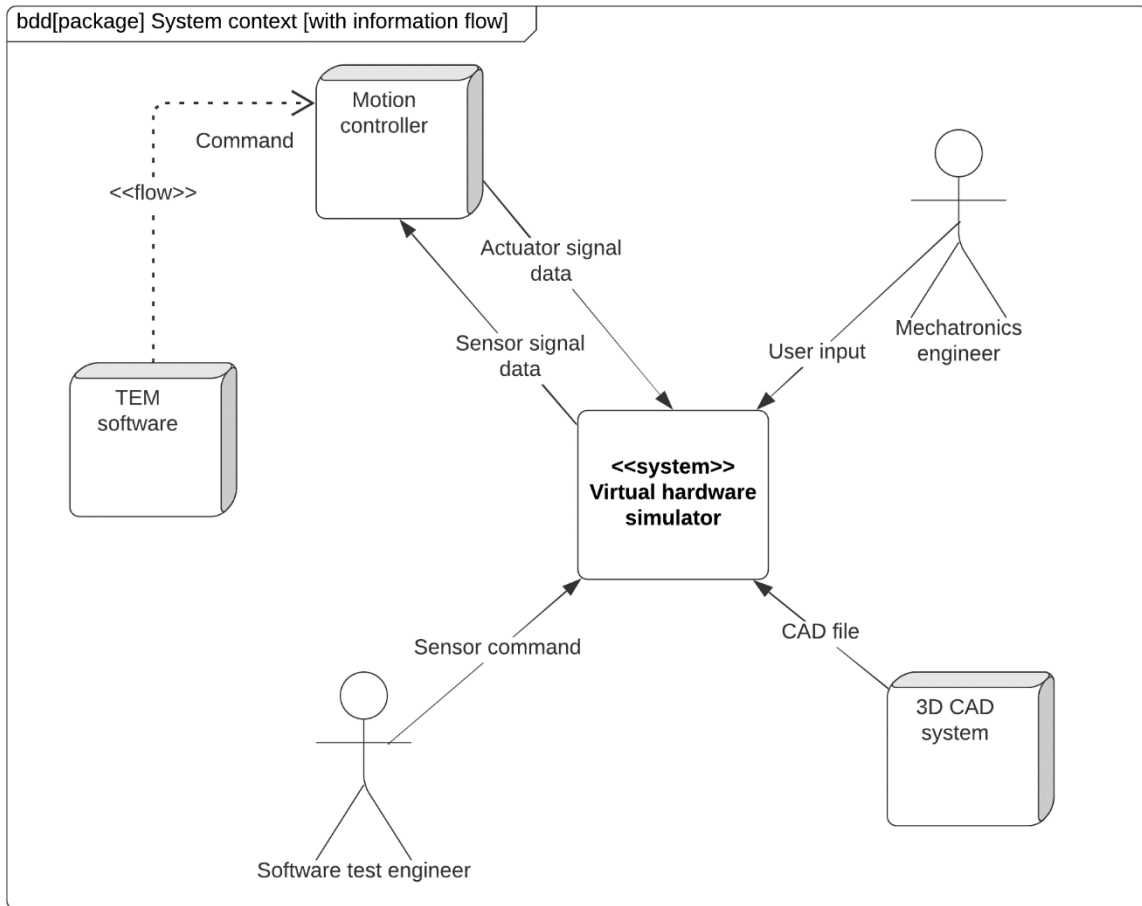 bdd[package] System context [with information flow]
Motion
controller
Command
<<flow>>
Actuator signal
data
Sensor signal
data
Mechatronics
engineer
User input
TEM
software
<<system>>
Virtual hardware
simulator
CAD file
Sensor command
3D CAD
system
Software test engineer